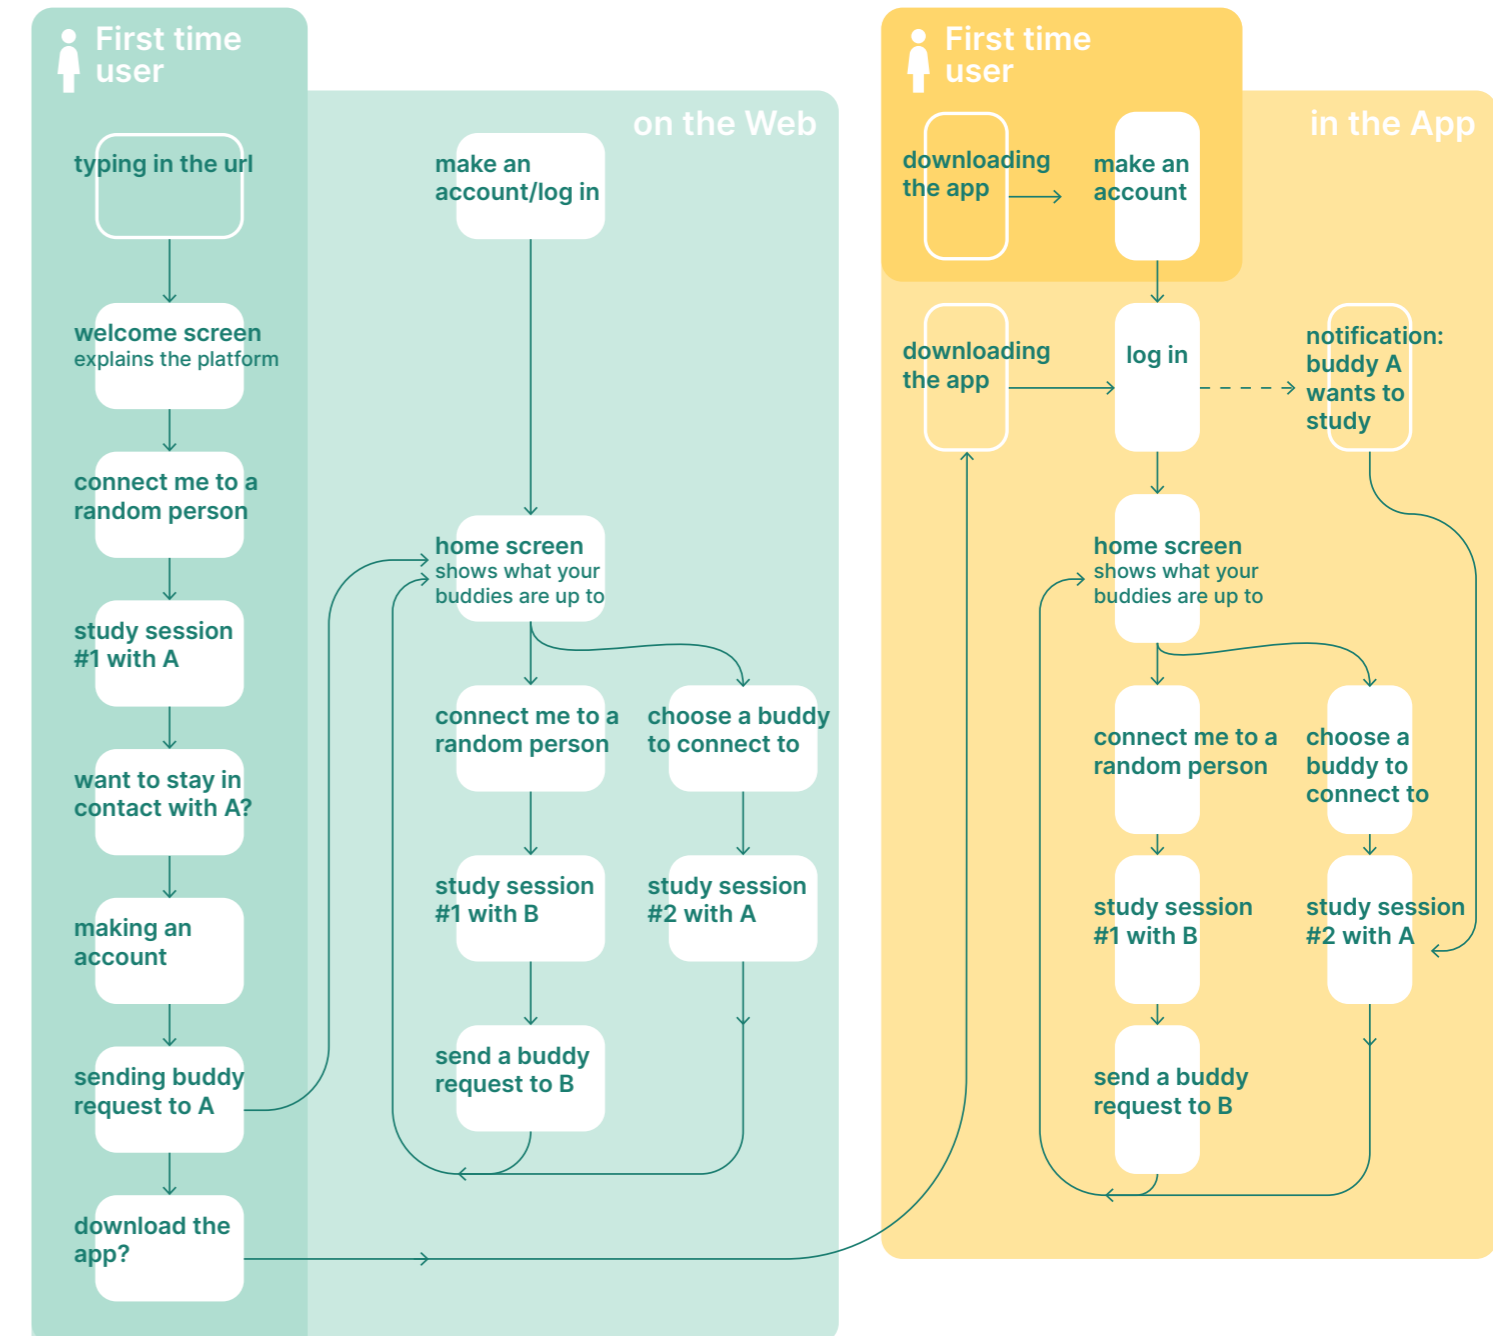 First time
user
on the Web
typing in the url
welcome screen
explains the platform
connect me to a
random person
study session
#1 with A
want to stay in
contact with A?
making an
account
sending buddy
request to A
download the
app?
make an
account/log in
home screen
shows what your
buddies are up to
connect me to a
random person
choose a buddy
to connect to
study session
#1 with B
study session
#2 with A
send a buddy
request to B
First time
user
in the App
downloading
the app
make an
account
downloading
the app
log in
notification:
buddy A
wants to
study
home screen
shows what your
buddies are up to
connect me to a
random person
choose a
buddy to
connect to
study session
#1 with B
study session
#2 with A
send a buddy
request to B